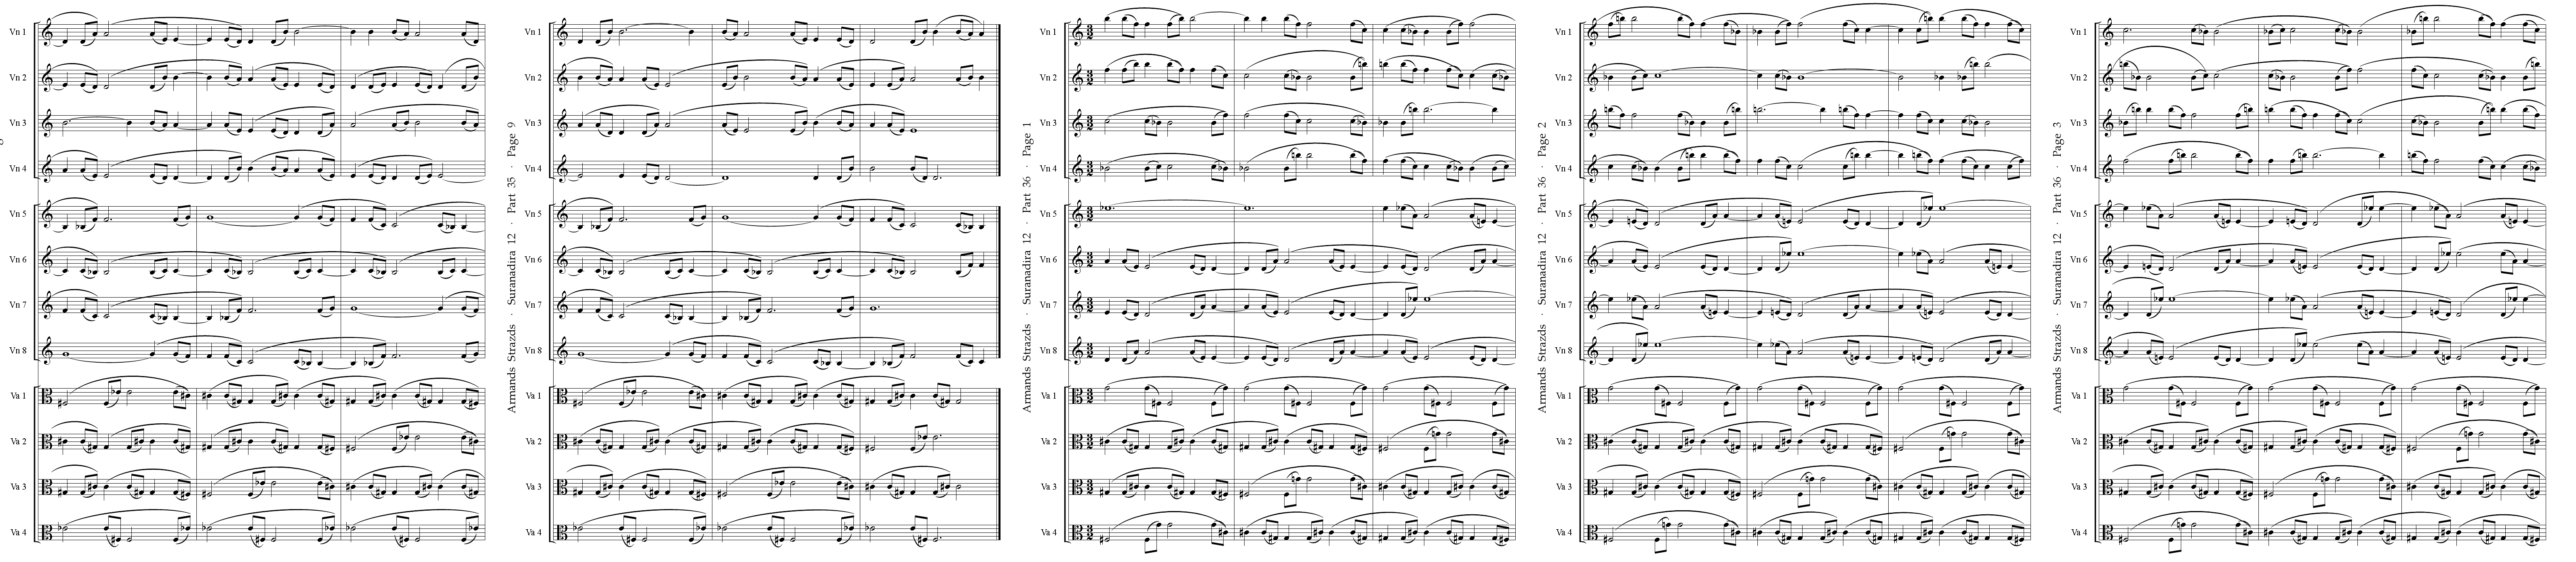 Vn 1
Vn 2
Vn 3
Vn 4
Vn 5
Vn 6
Vn 7
Vn 8
Va 1
Va 2
Va 3
Va 4
Armands Strazds · Suranadira 12 · Part 35 · Page 9
Vn 1
Vn 2
Vn 3
Vn 4
Vn 5
Vn 6
Vn 7
Vn 8
Va 1
Va 2
Va 3
Va 4
Armands Strazds · Suranadira 12 · Part 36 · Page 1
Vn 1
Vn 2
Vn 3
Vn 4
Vn 5
Vn 6
Vn 7
Vn 8
Va 1
Va 2
Va 3
Va 4
Armands Strazds · Suranadira 12 · Part 36 · Page 2
Vn 1
Vn 2
Vn 3
Vn 4
Vn 5
Vn 6
Vn 7
Vn 8
Va 1
Va 2
Va 3
Va 4
Armands Strazds · Suranadira 12 · Part 36 · Page 3
Vn 1
Vn 2
Vn 3
Vn 4
Vn 5
Vn 6
Vn 7
Vn 8
Va 1
Va 2
Va 3
Va 4